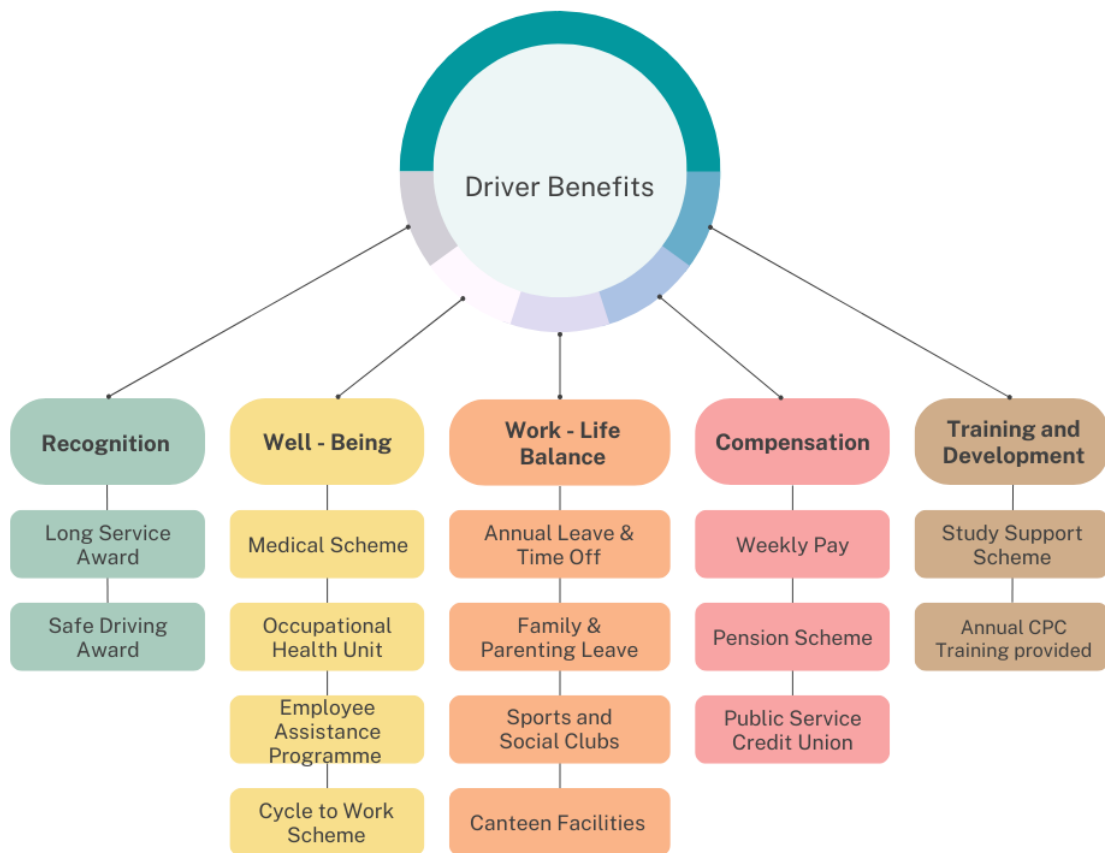 Driver Benefits
Recognition
Long Service
Award
Safe Driving
Award
Well - Being
Medical Scheme
Occupational
Health Unit
Employee
Assistance
Programme
Cycle to Work
Scheme
Work - Life
Balance
Annual Leave &
Time Off
Family &
Parenting Leave
Sports and
Social Clubs
Canteen Facilities
Compensation
Weekly Pay
Pension Scheme
Public Service
Credit Union
Training and
Development
Study Support
Scheme
Annual CPC
Training provided